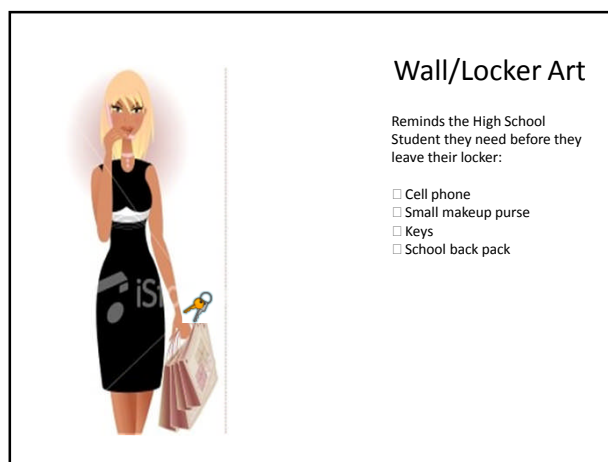 Wall/Locker Art
Reminds the High School
Student they need before they
leave their locker:
□ Cell phone
□ Small makeup purse
□ Keys
□ School back pack
iSto